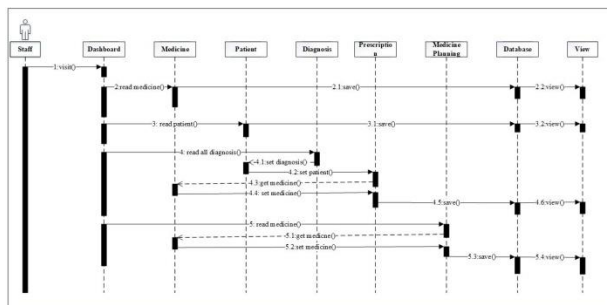 Staff
Dashboard
Medicine
Patient
Diagnosis
Prescriptio
n
Medicine
Planning
Database
View
1:visit()
2:read medicine()
2.1:save()
2.2:view()
3: read patient()
3.1:save()
3.2:view()
4: read all diagnosis()
4.1:set diagnosis()
4.2:set patient()
4.3:get medicine()
4.4: set medicine()
4.5:save()
4.6:view()
5: read medicine()
5.1:get medicine()
5.2:set medicine()
5.3:save()
5.4:view()